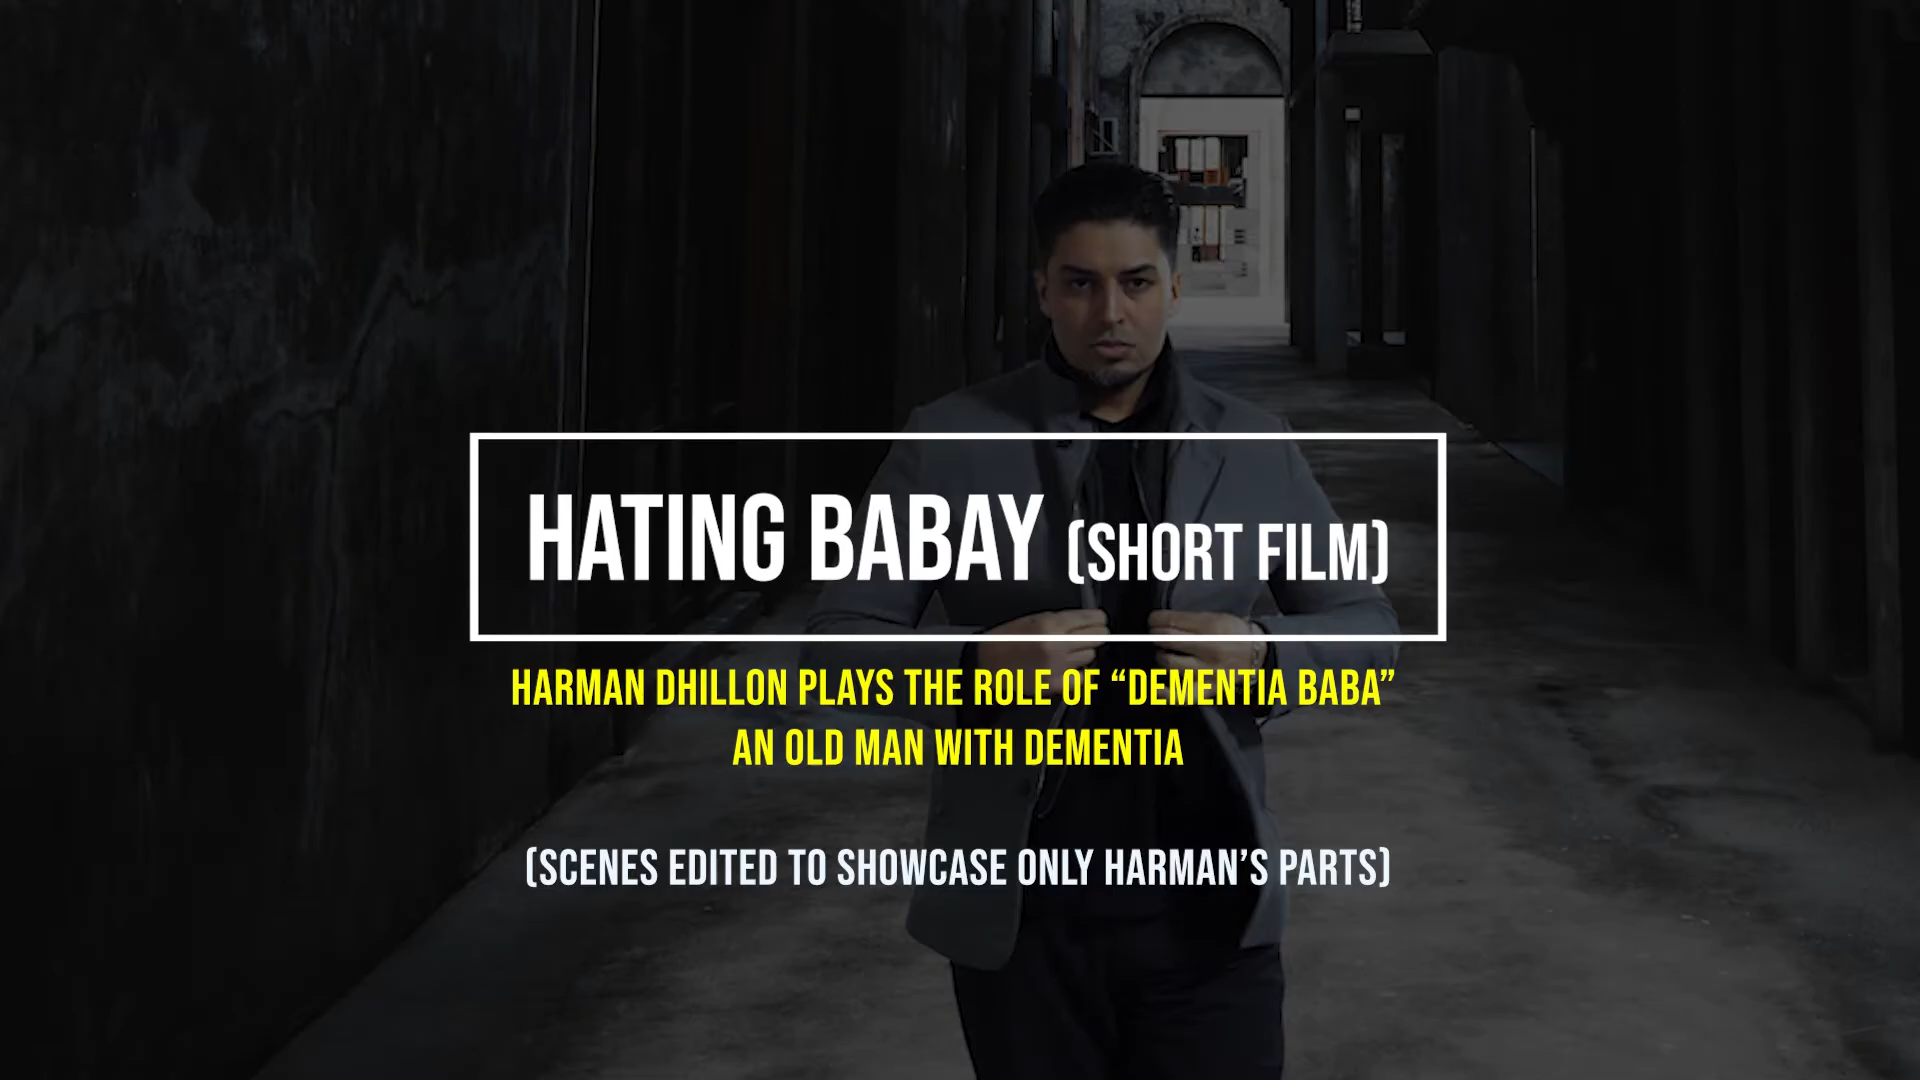 HATING BABAY (SHORT FILM)
HARMAN DHILLON PLAYS THE ROLE OF “DEMENTIA BABA”
AN OLD MAN WITH DEMENTIA
(SCENES EDITED TO SHOWCASE ONLY HARMAN’S PARTS)